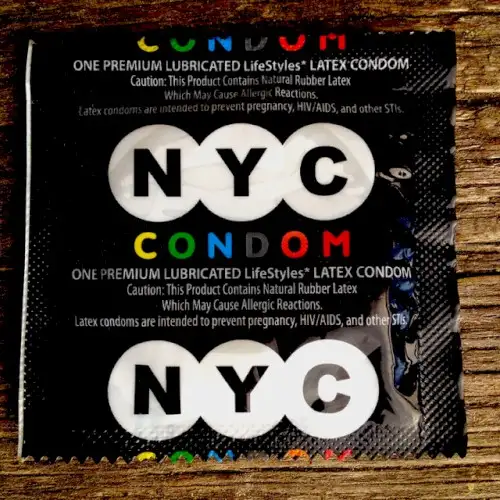 CONDOM
ONE PREMIUM LUBRICATED LifeStyles® LATEX CONDOM
Caution: This Product Contains Natural Rubber Latex
Which May Cause Allergic Reactions.
Latex condoms are intended to prevent pregnancy, HIV/AIDS, and other STIs.
NYC
CONDOM
ONE PREMIUM LUBRICATED LifeStyles® LATEX CONDOM
Caution: This Product Contains Natural Rubber Latex
Which May Cause Allergic Reactions.
Latex condoms are intended to prevent pregnancy, HIV/AIDS, and other STIs.
NYC
CONDOM